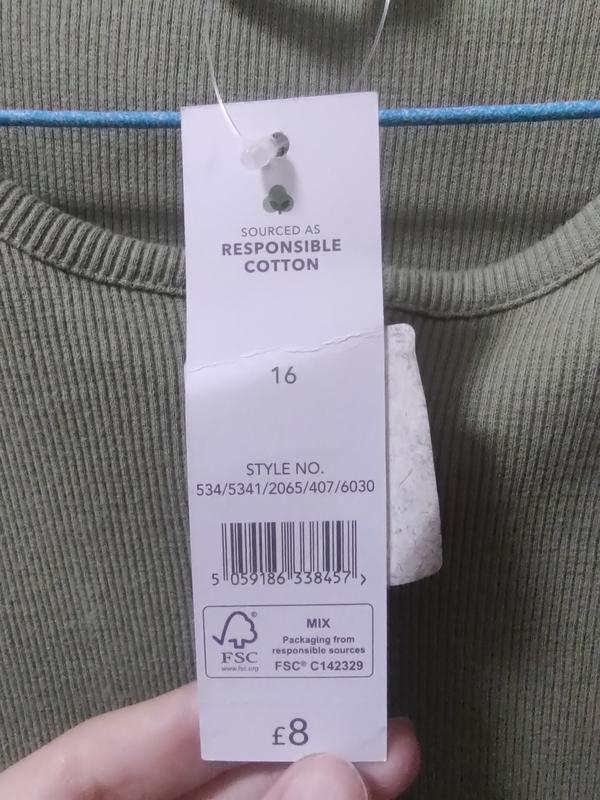 SOURCED AS
RESPONSIBLE
COTTON
16
STYLE NO.
534/5341/2065/407/6030
5 059186 338457 >
FSC®
www.fsc.org
MIX
Packaging from
responsible sources
FSC® C142329
£8